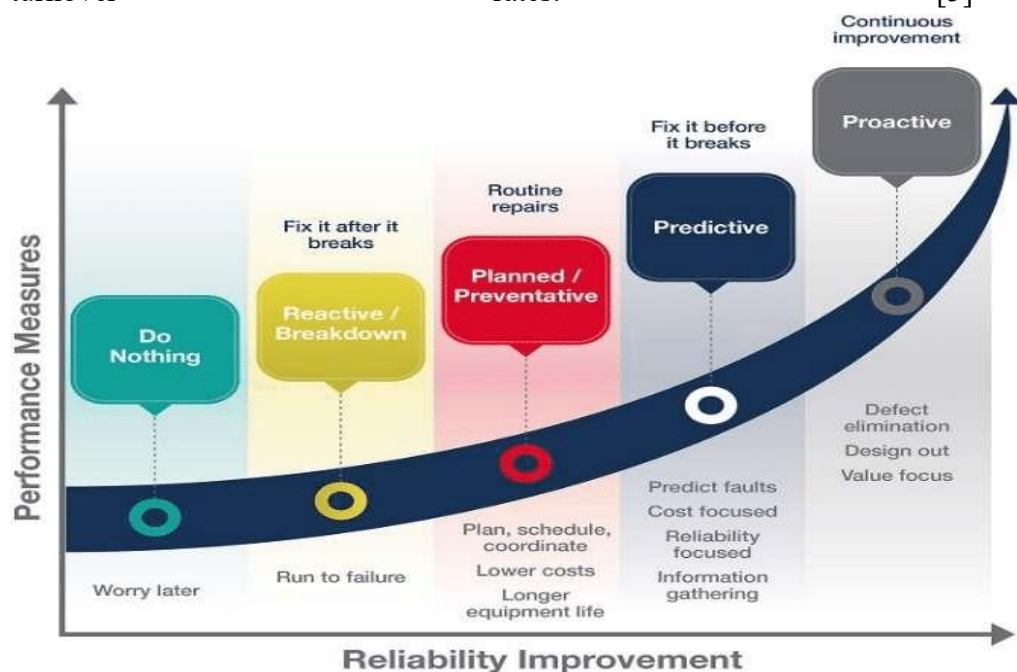 Continuous
improvement
Proactive
Fix it before
it breaks
Predictive
Routine
repairs
Planned /
Preventative
Fix it after it
breaks
Reactive /
Breakdown
Do
Nothing
Performance Measures
Worry later
Run to failure
Plan, schedule,
coordinate
Lower costs
Longer
equipment life
Predict faults
Cost focused
Reliability
focused
Information
gathering
Defect
elimination
Design out
Value focus
Reliability Improvement